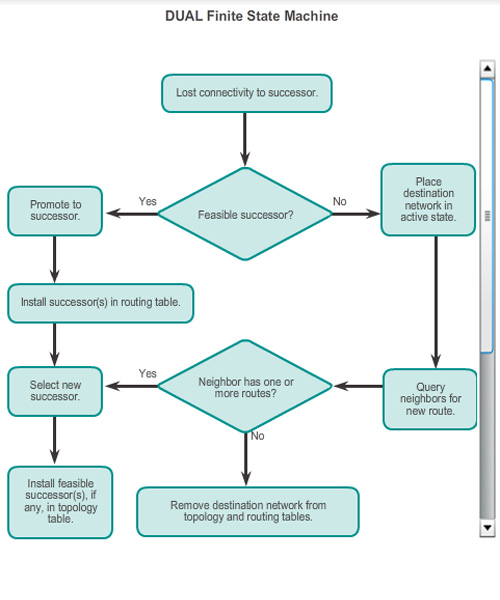 DUAL Finite State Machine
Lost connectivity to successor.
Place
destination
network in
active state.
Yes
No
Promote to
successor.
Feasible successor?
Install successor(s) in routing table.
Yes
Neighbor has one or
more routes?
Select new
successor.
Query
neighbors for
new route.
No
Install feasible
successor(s), if
any, in topology
table.
Remove destination network from
topology and routing tables.